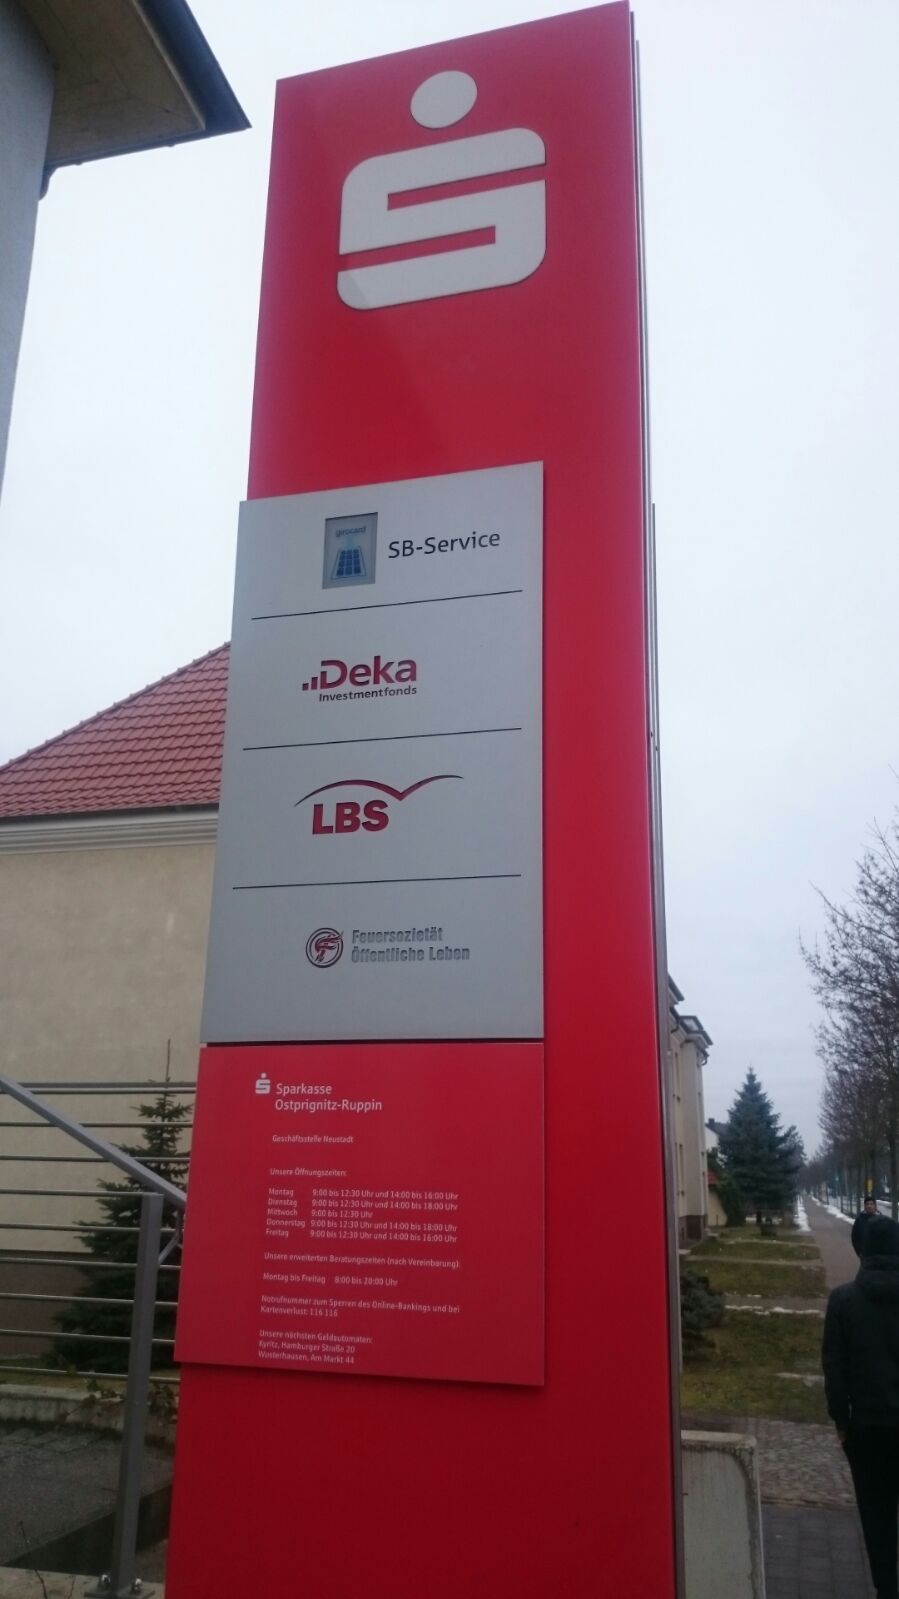 girocard
SB-Service
Deka
Investmentfonds
LBS
Feuersozietät
Öffentliche Leben
Sparkasse
Ostprignitz-Ruppin
Geschäftsstelle Neustadt
Unsere Öffnungszeiten:
Montag 9:00 bis 12:30 Uhr und 14:00 bis 16:00 Uhr
Dienstag 9:00 bis 12:30 Uhr und 14:00 bis 18:00 Uhr
Mittwoch 9:00 bis 12:30 Uhr
Donnerstag 9:00 bis 12:30 Uhr und 14:00 bis 18:00 Uhr
Freitag 9:00 bis 12:30 Uhr und 14:00 bis 16:00 Uhr
Unsere erweiterten Beratungszeiten (nach Vereinbarung):
Montag bis Freitag 8:00 bis 20:00 Uhr
Notrufnummer zum Sperren des Online-Bankings und bei
Kartenverlust: 116 116
Unsere nächsten Geldautomaten:
Kyritz, Hamburger Straße 20
Wusterhausen, Am Markt 44